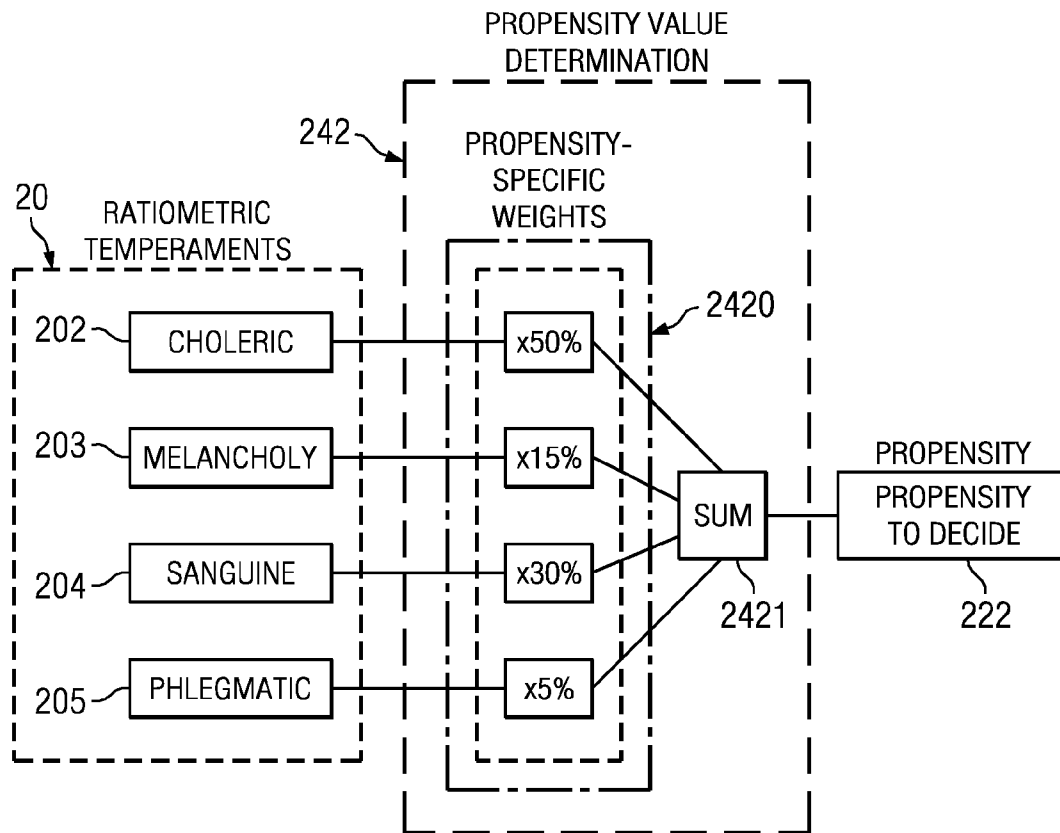 PROPENSITY VALUE
DETERMINATION
242
PROPENSITY-
SPECIFIC
WEIGHTS
20
RATIOMETRIC
TEMPERAMENTS
2420
202
CHOLERIC
x50%
203
MELANCHOLY
x15%
PROPENSITY
SUM
PROPENSITY
TO DECIDE
204
SANGUINE
x30%
2421
222
205
PHLEGMATIC
x5%